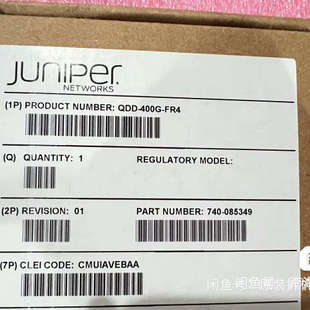 JUNIPER
NETWORKS
(1P) PRODUCT NUMBER: QDD-400G-FR4
(Q) QUANTITY: 1 REGULATORY MODEL:
(2P) REVISION: 01 PART NUMBER: 740-085349
(7P) CLEI CODE: CMUIAVEBAA